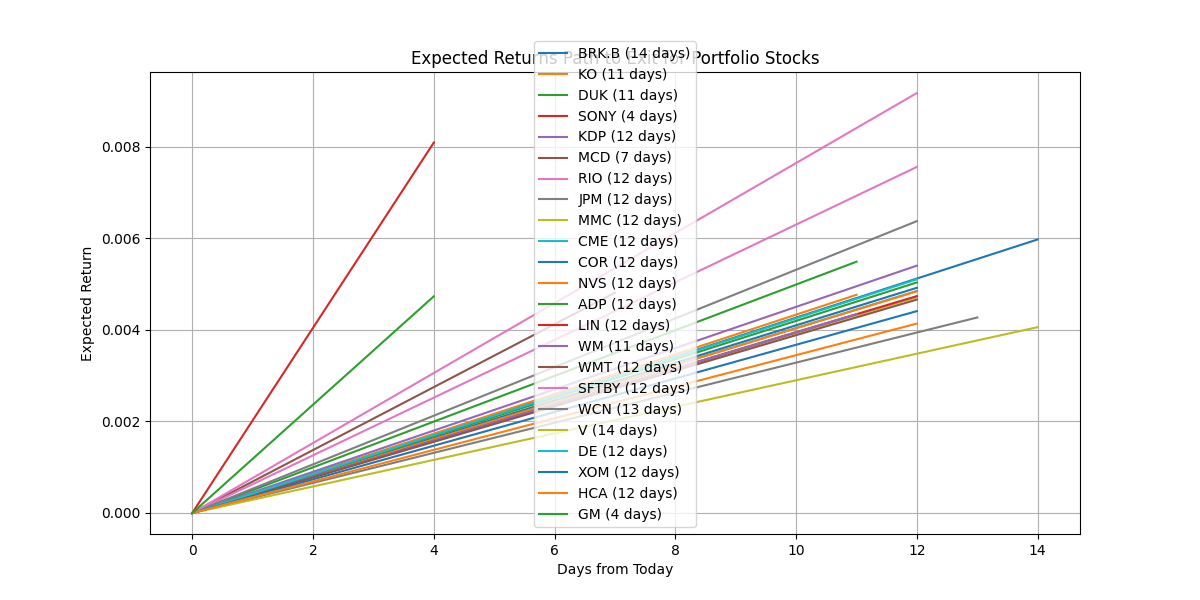 Expected Returns Path to Exit for Portfolio Stocks
BRK.B (14 days)
KO (11 days)
DUK (11 days)
SONY (4 days)
KDP (12 days)
MCD (7 days)
RIO (12 days)
JPM (12 days)
MMC (12 days)
CME (12 days)
COR (12 days)
NVS (12 days)
ADP (12 days)
LIN (12 days)
WM (11 days)
WMT (12 days)
SFTBY (12 days)
WCN (13 days)
V (14 days)
DE (12 days)
XOM (12 days)
HCA (12 days)
GM (4 days)
Expected Return
0.008
0.006
0.004
0.002
0.000
0 2 4 6 8 10 12 14
Days from Today